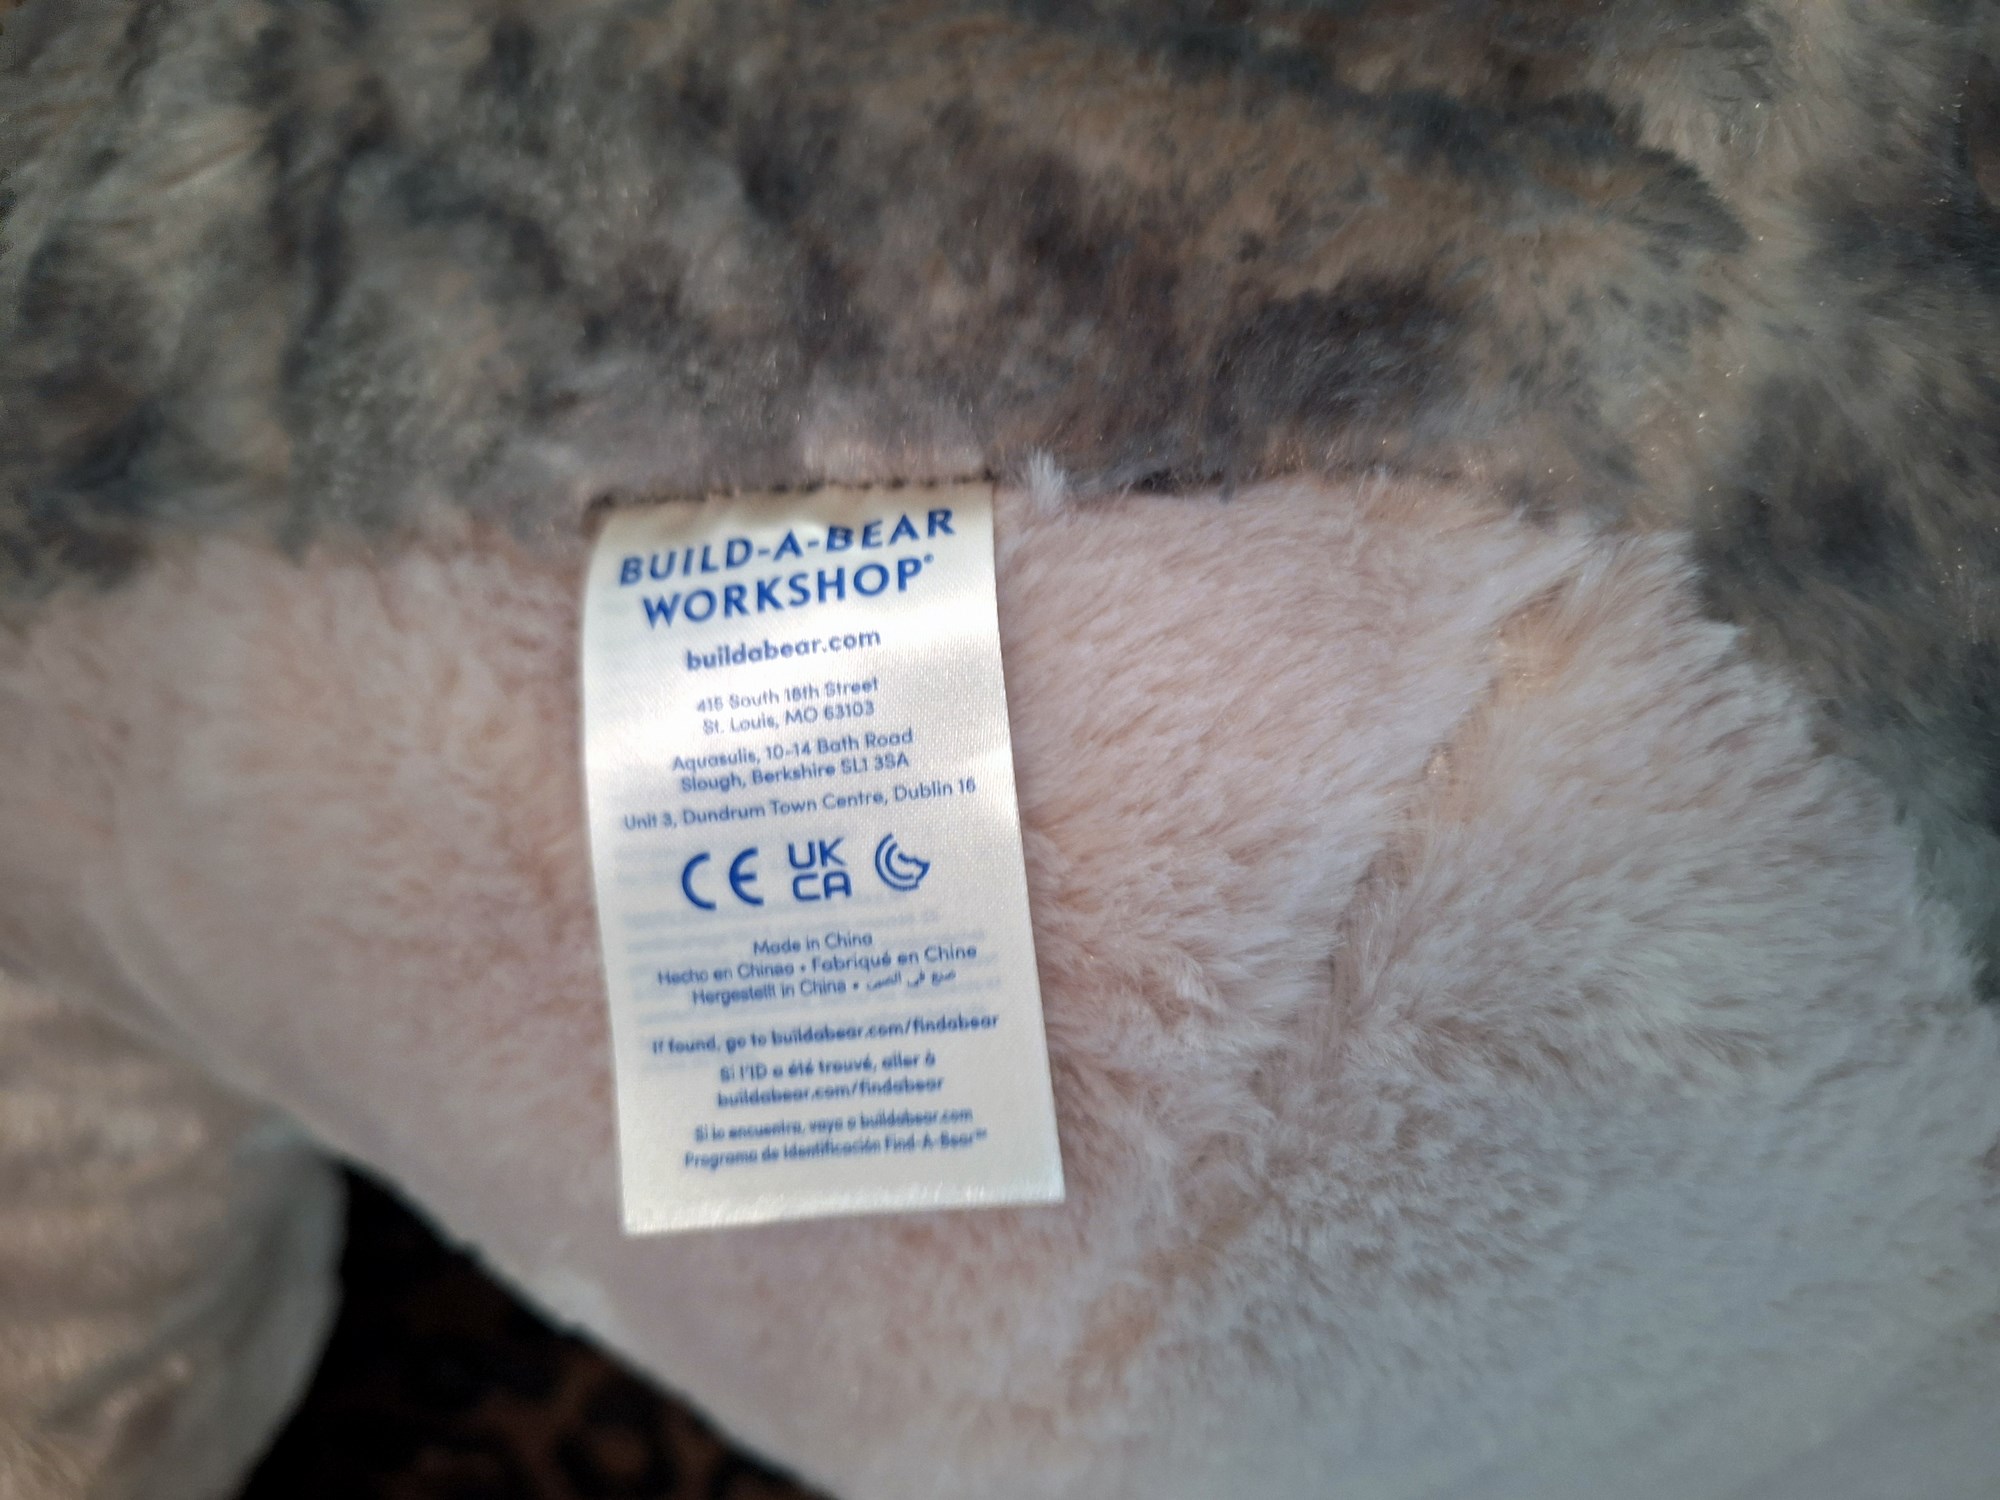 BUILD-A-BEAR
WORKSHOP®
buildabear.com
415 South 18th Street
St. Louis, MO 63103
Aquasulis, 10-14 Bath Road
Slough, Berkshire SL1 3SA
Unit 3, Dundrum Town Centre, Dublin 16
CE UK
CA
Made in China
Hecho en Chinea • Fabriqué en Chine
Hergestellt in China • صنع في الصين
If found, go to buildabear.com/findabear
Si l'ID a été trouvé, aller à
buildabear.com/findabear
Si lo encuentra, vaya a buildabear.com
Programa de identificación Find-A-Bear™